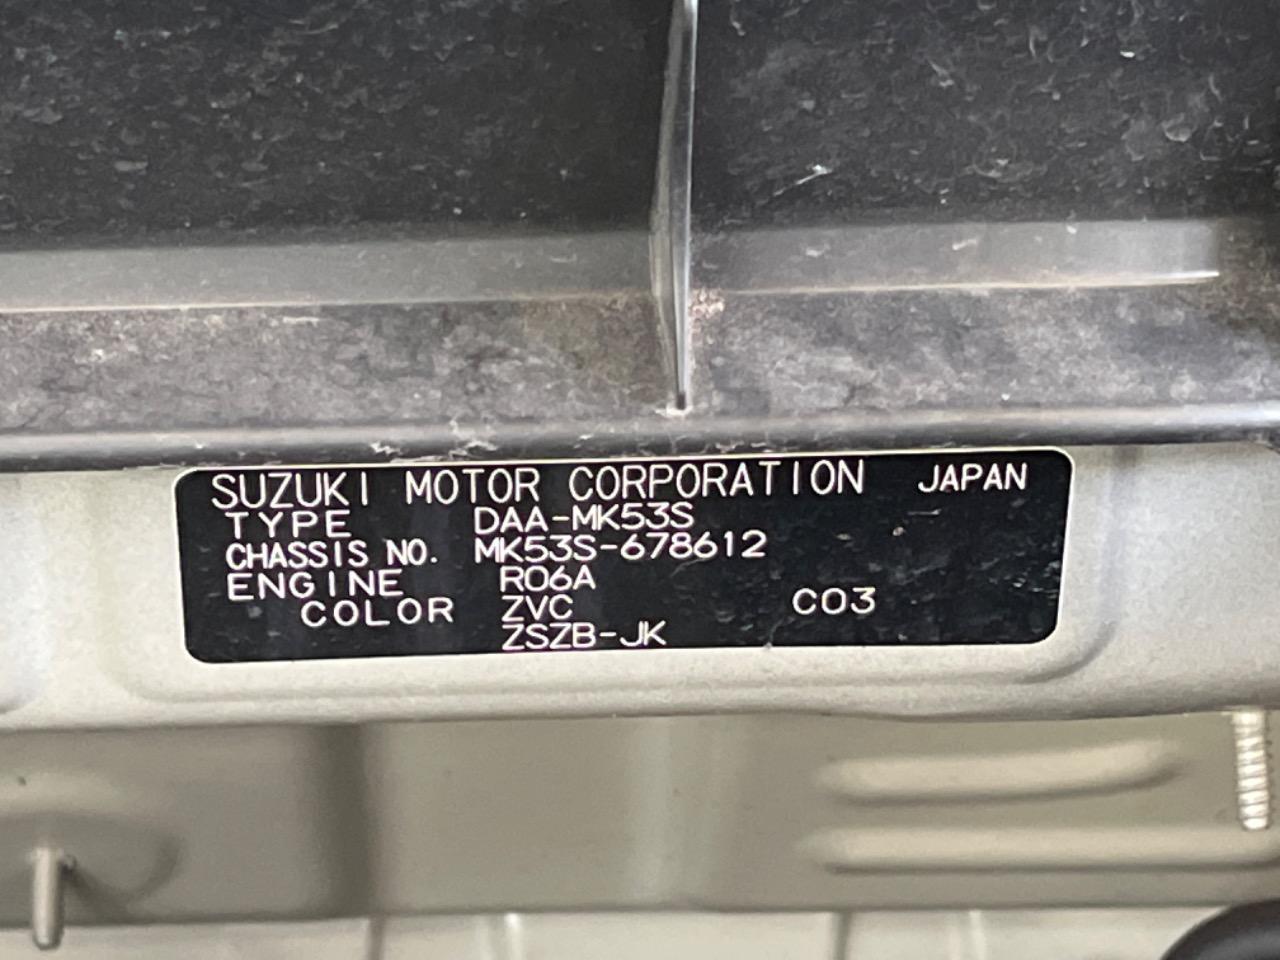 SUZUKI MOTOR CORPORATION JAPAN
TYPE DAA-MK53S
CHASSIS NO. MK53S-678612
ENGINE R06A
COLOR ZVC C03
ZSZB-JK